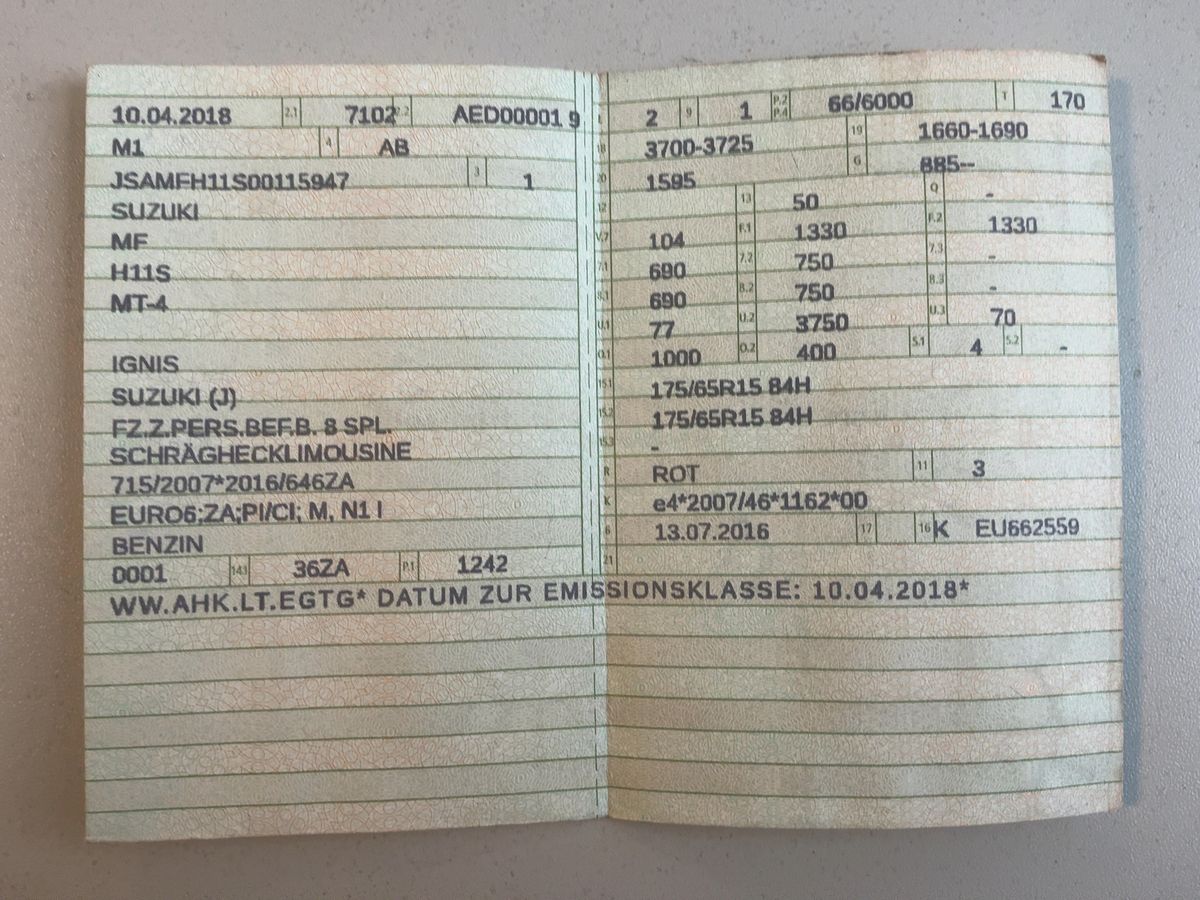 10.04.2018 2.1 7102 2.2 AED00001 9
M1 4 AB
JSAMFH11S00115947 3 1
SUZUKI
MF
H11S
MT-4
IGNIS
SUZUKI (J)
FZ.Z.PERS.BEF.B. 8 SPL.
SCHRÄGHECKLIMOUSINE
715/2007*2016/646ZA
EURO6;ZA;PI/CI; M, N1 I
BENZIN
0001 14.1 36ZA P.1 1242
L 2 9 1 P.2 P.4 66/6000 T 170
18 3700-3725 19 1660-1690
20 1595 G 885--
12 13 50 Q -
V.7 104 F.1 1330 F.2 1330
7.1 690 7.2 750 7.3 -
8.1 690 8.2 750 8.3 -
U.1 77 U.2 3750 U.3 70
O.1 1000 O.2 400 S.1 4 S.2 -
15.1 175/65R15 84H
15.2 175/65R15 84H
15.3 -
R ROT 11 3
K e4*2007/46*1162*00
6 13.07.2016 17 16 K EU662559
21
WW.AHK.LT.EGTG* DATUM ZUR EMISSIONSKLASSE: 10.04.2018*